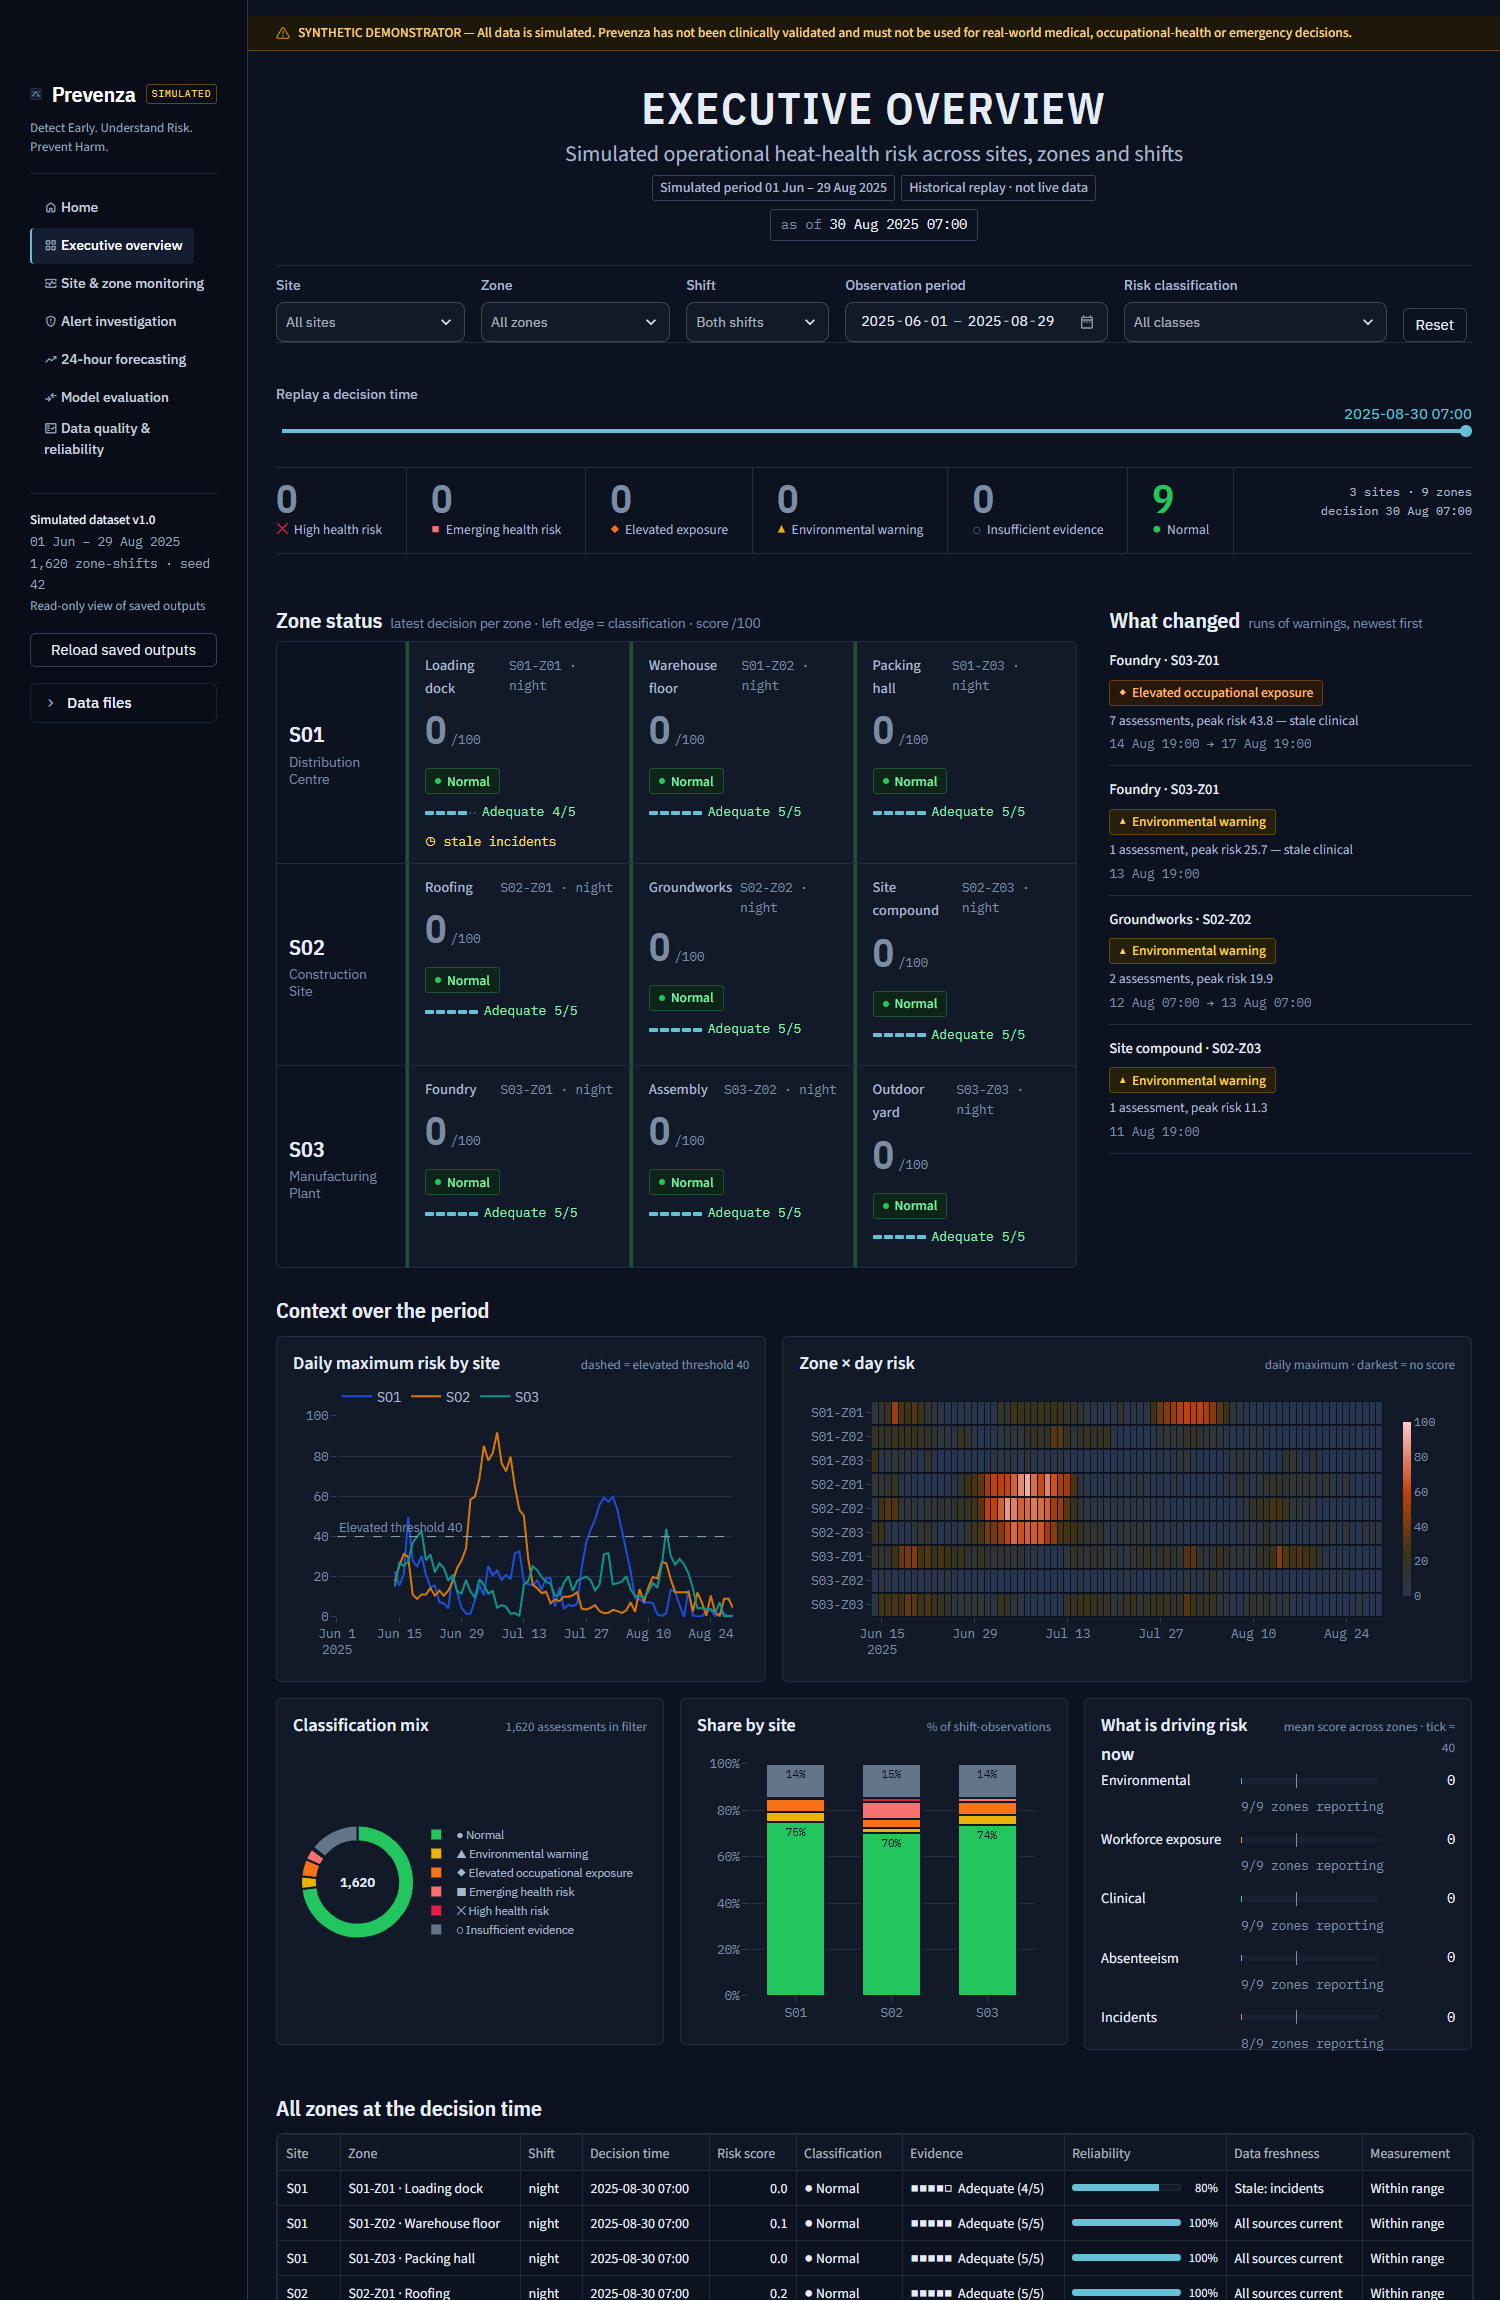 SYNTHETIC DEMONSTRATOR — All data is simulated. Prevenza has not been clinically validated and must not be used for real-world medical, occupational-health or emergency decisions.
Prevenza SIMULATED
Detect Early. Understand Risk.
Prevent Harm.
Home
Executive overview
Site & zone monitoring
Alert investigation
24-hour forecasting
Model evaluation
Data quality &
reliability
Simulated dataset v1.0
01 Jun – 29 Aug 2025
1,620 zone-shifts · seed
42
Read-only view of saved outputs
Reload saved outputs
Data files
EXECUTIVE OVERVIEW
Simulated operational heat-health risk across sites, zones and shifts
Simulated period 01 Jun – 29 Aug 2025 Historical replay · not live data
as of 30 Aug 2025 07:00
Site Zone Shift Observation period Risk classification
All sites All zones Both shifts 2025-06-01 – 2025-08-29 All classes Reset
Replay a decision time
2025-08-30 07:00
0 0 0 0 0 9
High health risk Emerging health risk Elevated exposure Environmental warning Insufficient evidence Normal
3 sites · 9 zones
decision 30 Aug 07:00
Zone status latest decision per zone · left edge = classification · score /100
S01
Distribution
Centre
Loading
dock
S01-Z01 ·
night
0 /100
Normal
Adequate 4/5
stale incidents
Warehouse
floor
S01-Z02 ·
night
0 /100
Normal
Adequate 5/5
Packing
hall
S01-Z03 ·
night
0 /100
Normal
Adequate 5/5
S02
Construction
Site
Roofing S02-Z01 · night
0 /100
Normal
Adequate 5/5
Groundworks S02-Z02 ·
night
0 /100
Normal
Adequate 5/5
Site
compound
S02-Z03 ·
night
0 /100
Normal
Adequate 5/5
S03
Manufacturing
Plant
Foundry S03-Z01 · night
0 /100
Normal
Adequate 5/5
Assembly S03-Z02 · night
0 /100
Normal
Adequate 5/5
Outdoor
yard
S03-Z03 ·
night
0 /100
Normal
Adequate 5/5
What changed runs of warnings, newest first
Foundry · S03-Z01
Elevated occupational exposure
7 assessments, peak risk 43.8 — stale clinical
14 Aug 19:00 → 17 Aug 19:00
Foundry · S03-Z01
Environmental warning
1 assessment, peak risk 25.7 — stale clinical
13 Aug 19:00
Groundworks · S02-Z02
Environmental warning
2 assessments, peak risk 19.9
12 Aug 07:00 → 13 Aug 07:00
Site compound · S02-Z03
Environmental warning
1 assessment, peak risk 11.3
11 Aug 19:00
Context over the period
Daily maximum risk by site dashed = elevated threshold 40
S01 S02 S03
100
80
60
Elevated threshold 40
40
20
0
Jun 1 Jun 15 Jun 29 Jul 13 Jul 27 Aug 10 Aug 24
2025
Zone × day risk daily maximum · darkest = no score
S01-Z01
S01-Z02
S01-Z03
S02-Z01
S02-Z02
S02-Z03
S03-Z01
S03-Z02
S03-Z03
100
80
60
40
20
0
Jun 15 Jun 29 Jul 13 Jul 27 Aug 10 Aug 24
2025
Classification mix 1,620 assessments in filter
1,620
● Normal
▲ Environmental warning
◆ Elevated occupational exposure
■ Emerging health risk
╳ High health risk
○ Insufficient evidence
Share by site % of shift-observations
100%
80%
60%
40%
20%
0%
14% 15% 14%
75% 70% 74%
S01 S02 S03
What is driving risk
now
mean score across zones · tick =
40
Environmental 0
9/9 zones reporting
Workforce exposure 0
9/9 zones reporting
Clinical 0
9/9 zones reporting
Absenteeism 0
9/9 zones reporting
Incidents 0
8/9 zones reporting
All zones at the decision time
Site Zone Shift Decision time Risk score Classification Evidence Reliability Data freshness Measurement
S01 S01-Z01 · Loading dock night 2025-08-30 07:00 0.0 ● Normal ■■■■□ Adequate (4/5) 80% Stale: incidents Within range
S01 S01-Z02 · Warehouse floor night 2025-08-30 07:00 0.1 ● Normal ■■■■■ Adequate (5/5) 100% All sources current Within range
S01 S01-Z03 · Packing hall night 2025-08-30 07:00 0.0 ● Normal ■■■■■ Adequate (5/5) 100% All sources current Within range
S02 S02-Z01 · Roofing night 2025-08-30 07:00 0.2 ● Normal ■■■■■ Adequate (5/5) 100% All sources current Within range